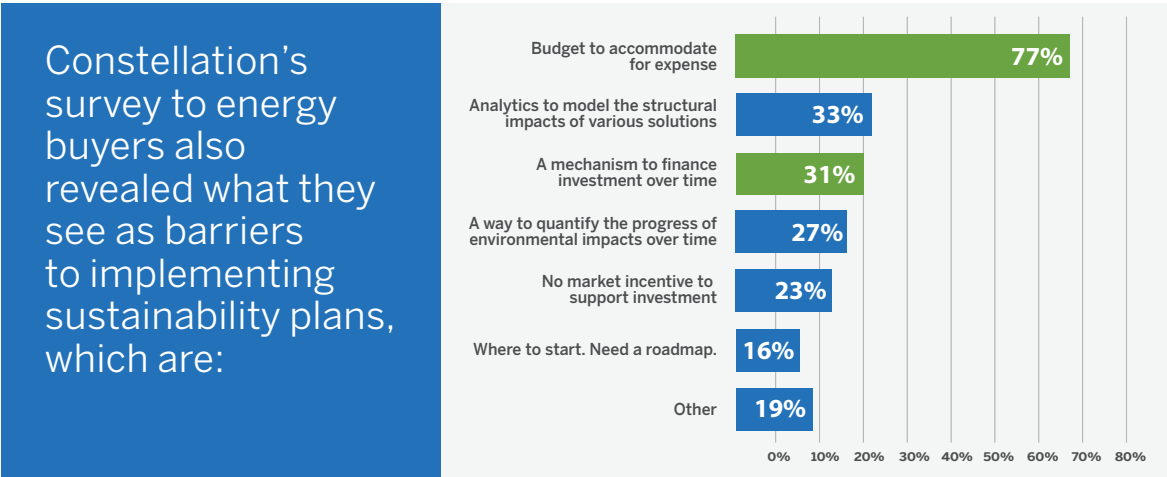 Constellation's
survey to energy
buyers also
revealed what they
see as barriers
to implementing
sustainability plans,
which are:
Budget to accommodate
for expense
77%
Analytics to model the structural
impacts of various solutions
33%
A mechanism to finance
investment over time
31%
A way to quantify the progress of
environmental impacts over time
27%
No market incentive to
support investment
23%
Where to start. Need a roadmap.
16%
Other
19%
0% 10% 20% 30% 40% 50% 60% 70% 80%